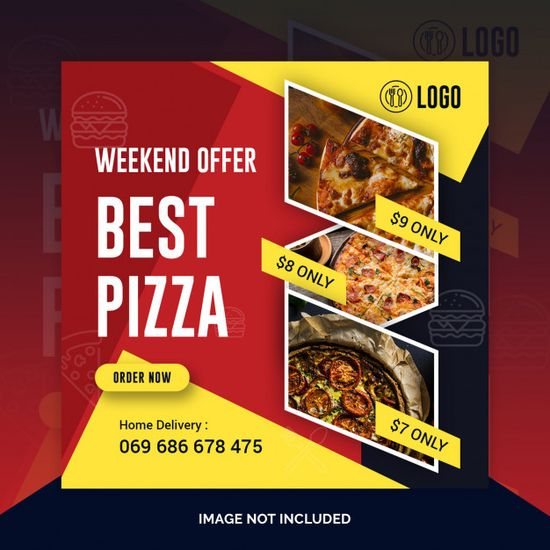 LOGO
LOGO
WEEKEND OFFER
BEST
PIZZA
$9 ONLY
$8 ONLY
$7 ONLY
ORDER NOW
Home Delivery :
069 686 678 475
IMAGE NOT INCLUDED